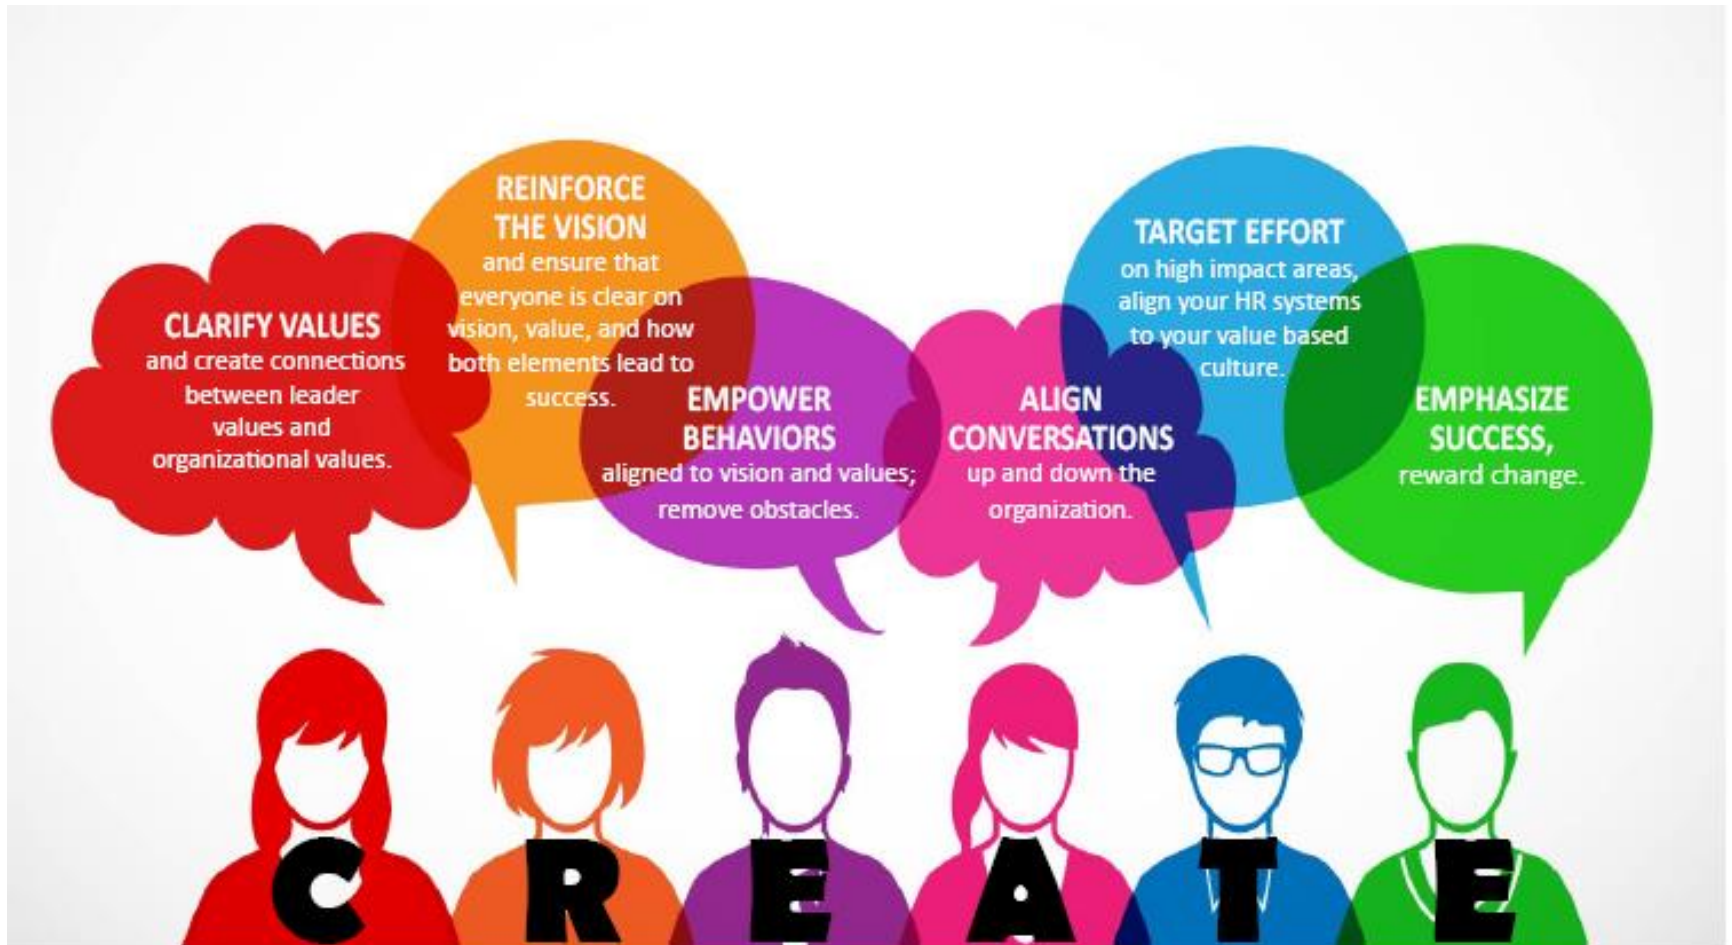 CLARIFY VALUES
and create connections
between leader
values and
organizational values.
REINFORCE
THE VISION
and ensure that
everyone is clear on
vision, value, and how
both elements lead to
success.
EMPOWER
BEHAVIORS
aligned to vision and values;
remove obstacles.
ALIGN
CONVERSATIONS
up and down the
organization.
TARGET EFFORT
on high impact areas,
align your HR systems
to your value based
culture.
EMPHASIZE
SUCCESS,
reward change.
C R E A T E